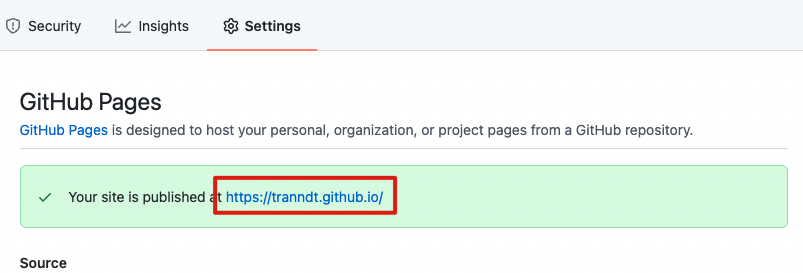 Security Insights Settings
GitHub Pages
GitHub Pages is designed to host your personal, organization, or project pages from a GitHub repository.
Your site is published at https://tranndt.github.io/
Source